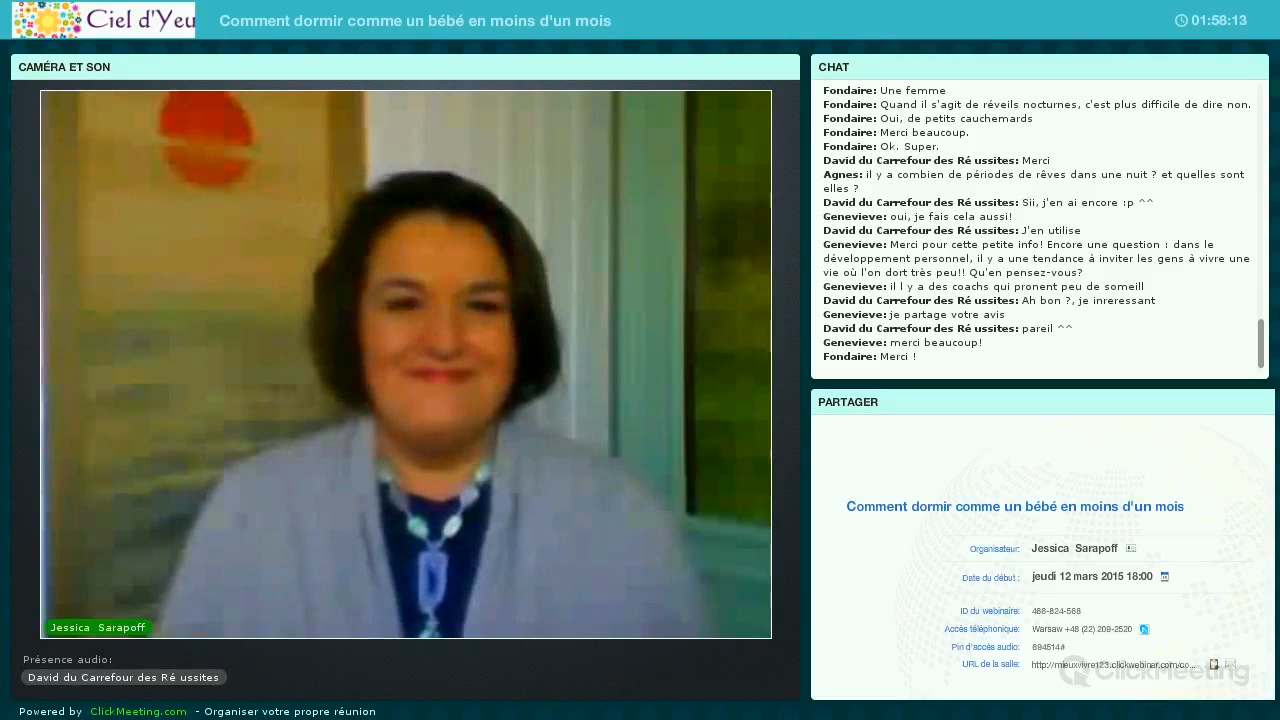 Ciel d'Yeu
Comment dormir comme un bébé en moins d'un mois
01:58:13
CAMÉRA ET SON
Jessica Sarapoff
Présence audio:
David du Carrefour des Ré ussites
CHAT
Fondaire: Une femme
Fondaire: Quand il s'agit de réveils nocturnes, c'est plus difficile de dire non.
Fondaire: Oui, de petits cauchemards
Fondaire: Merci beaucoup.
Fondaire: Ok. Super.
David du Carrefour des Ré ussites: Merci
Agnes: il y a combien de périodes de rêves dans une nuit ? et quelles sont
elles ?
David du Carrefour des Ré ussites: Sii, j'en ai encore :p ^^
Genevieve: oui, je fais cela aussi!
David du Carrefour des Ré ussites: J'en utilise
Genevieve: Merci pour cette petite info! Encore une question : dans le
développement personnel, il y a une tendance à inviter les gens à vivre une
vie où l'on dort très peu!! Qu'en pensez-vous?
Genevieve: il l y a des coachs qui pronent peu de someill
David du Carrefour des Ré ussites: Ah bon ?, je inreressant
Genevieve: je partage votre avis
David du Carrefour des Ré ussites: pareil ^^
Genevieve: merci beaucoup!
Fondaire: Merci !
PARTAGER
Comment dormir comme un bébé en moins d'un mois
Organisateur: Jessica Sarapoff
Date du début : jeudi 12 mars 2015 18:00
ID du webinaire: 486-824-568
Accès téléphonique: Warsaw +48 (22) 209-2520
Pin d'accès audio: 694514#
URL de la salle: http://mieuxvivre123.clickwebinar.com/co...
ClickMeeting
Powered by ClickMeeting.com - Organiser votre propre réunion